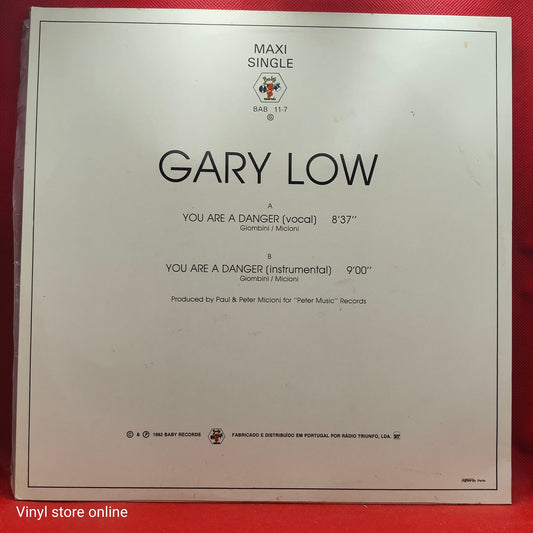 MAXI
SINGLE
Baby
BAB 11-7
GARY LOW
A
YOU ARE A DANGER (vocal) 8'37"
Giombini / Micioni
B
YOU ARE A DANGER (instrumental) 9'00"
Giombini / Micioni
Produced by Paul & Peter Micioni for "Peter Music" Records
© & ℗ 1982 BABY RECORDS FABRICADO E DISTRIBUÍDO EM PORTUGAL POR RÁDIO TRIUNFO, LDA.
Vinyl store online